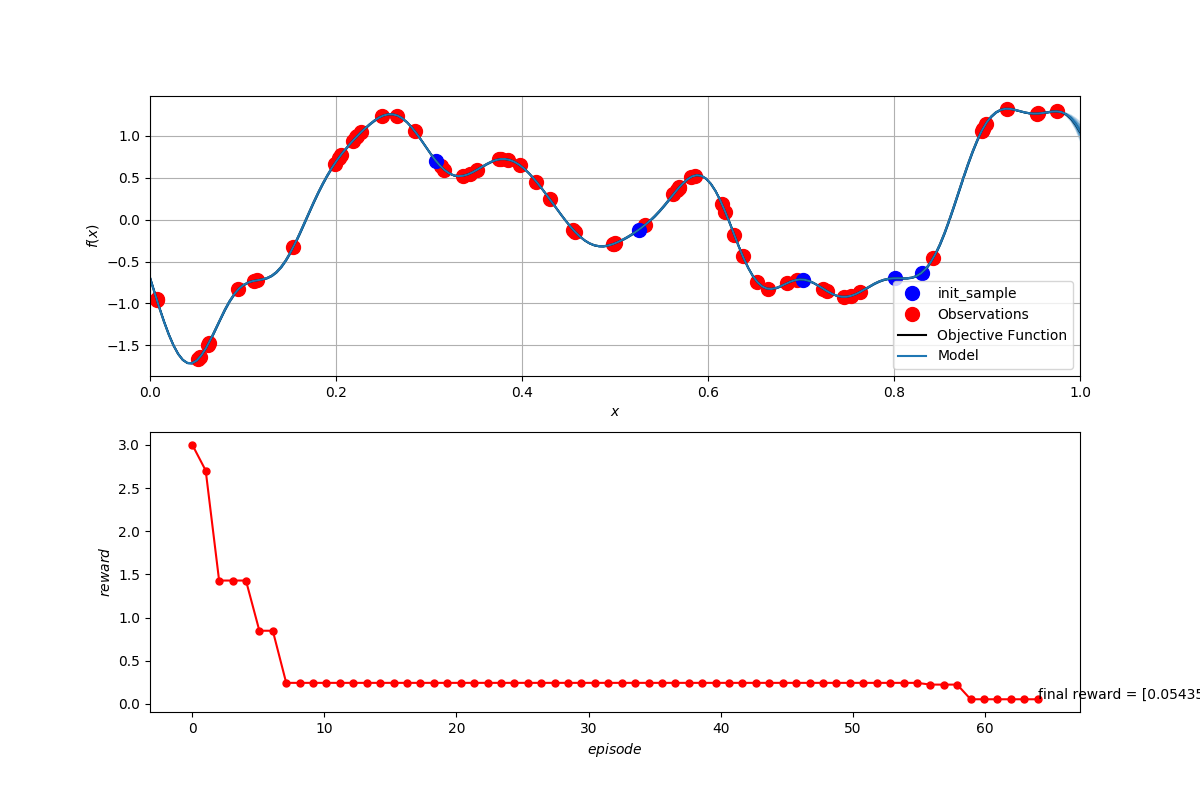 1.0
0.5
0.0
−0.5
−1.0
−1.5
f(x)
init_sample
Observations
Objective Function
Model
0.0 0.2 0.4 0.6 0.8 1.0
x
3.0
2.5
2.0
1.5
1.0
0.5
0.0
reward
final reward = [0.05435
0 10 20 30 40 50 60
episode